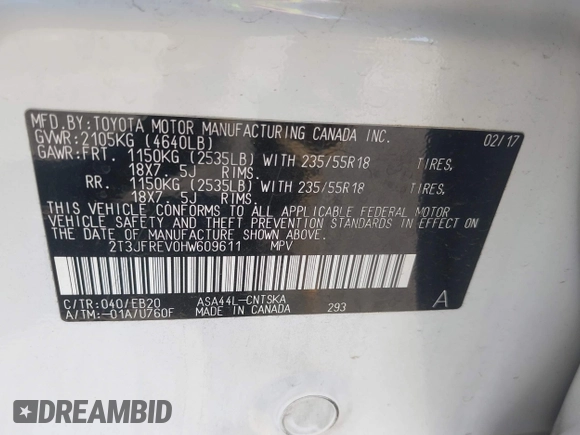 MFD.BY:TOYOTA MOTOR MANUFACTURING CANADA INC. 02/17
GVWR:2105KG (4640LB)
GAWR:FRT. 1150KG (2535LB) WITH 235/55R18 TIRES,
18X7. 5J RIMS.
RR. 1150KG (2535LB) WITH 235/55R18 TIRES,
18X7. 5J RIMS.
THIS VEHICLE CONFORMS TO ALL APPLICABLE FEDERAL MOTOR
VEHICLE SAFETY AND THEFT PREVENTION STANDARDS IN EFFECT
ON THE DATE OF MANUFACTURE SHOWN ABOVE.
2T3JFREV0HW609611 MPV
C/TR:040/EB20 ASA44L-CNTSKA A
A/TM:-01A/U760F MADE IN CANADA 293
DREAMBID